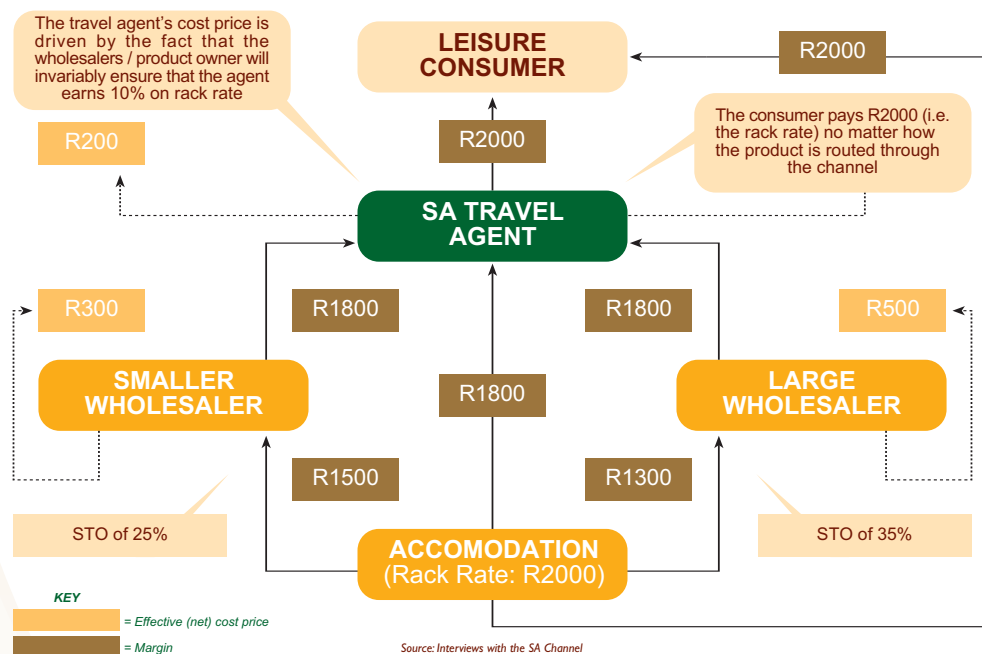 The travel agent's cost price is
driven by the fact that the
wholesalers / product owner will
invariably ensure that the agent
earns 10% on rack rate
LEISURE
CONSUMER
R2000
R200
R2000
The consumer pays R2000 (i.e.
the rack rate) no matter how
the product is routed through
the channel
SA TRAVEL
AGENT
R300
R1800
R1800
R500
SMALLER
WHOLESALER
R1800
LARGE
WHOLESALER
R1500
R1300
STO of 25%
STO of 35%
ACCOMODATION
(Rack Rate: R2000)
KEY
= Effective (net) cost price
= Margin
Source: Interviews with the SA Channel